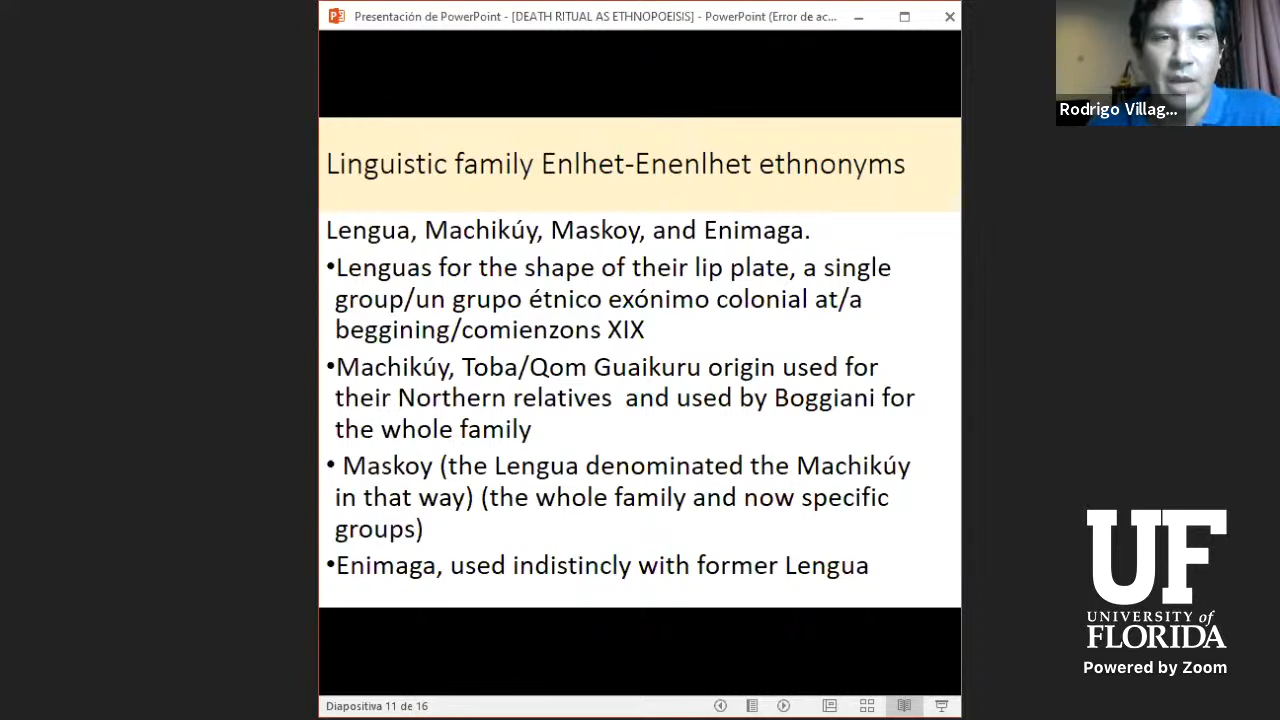 Presentación de PowerPoint - [DEATH RITUAL AS ETHNOPOEISIS] - PowerPoint (Error de ac...
Rodrigo Villag...
Linguistic family Enlhet-Enenlhet ethnonyms
Lengua, Machikúy, Maskoy, and Enimaga.
•Lenguas for the shape of their lip plate, a single
group/un grupo étnico exónimo colonial at/a
beggining/comienzons XIX
•Machikúy, Toba/Qom Guaikuru origin used for
their Northern relatives and used by Boggiani for
the whole family
• Maskoy (the Lengua denominated the Machikúy
in that way) (the whole family and now specific
groups)
•Enimaga, used indistincly with former Lengua
UF
UNIVERSITY of
FLORIDA
Powered by Zoom
Diapositiva 11 de 16